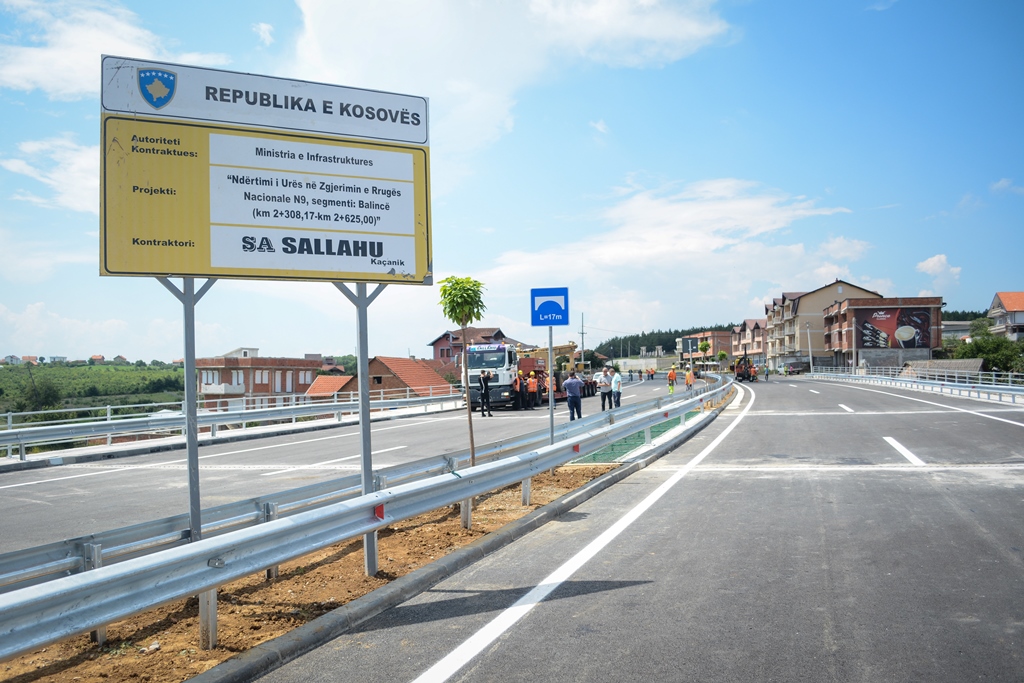 REPUBLIKA E KOSOVËS
Autoriteti
Kontraktues:
Ministria e Infrastruktures
Projekti:
“Ndërtimi i Urës në Zgjerimin e Rrugës
Nacionale N9, segmenti: Balincë
(km 2+308,17-km 2+625,00)”
Kontraktori:
SA SALLAHU
Kaçanik
L=17m